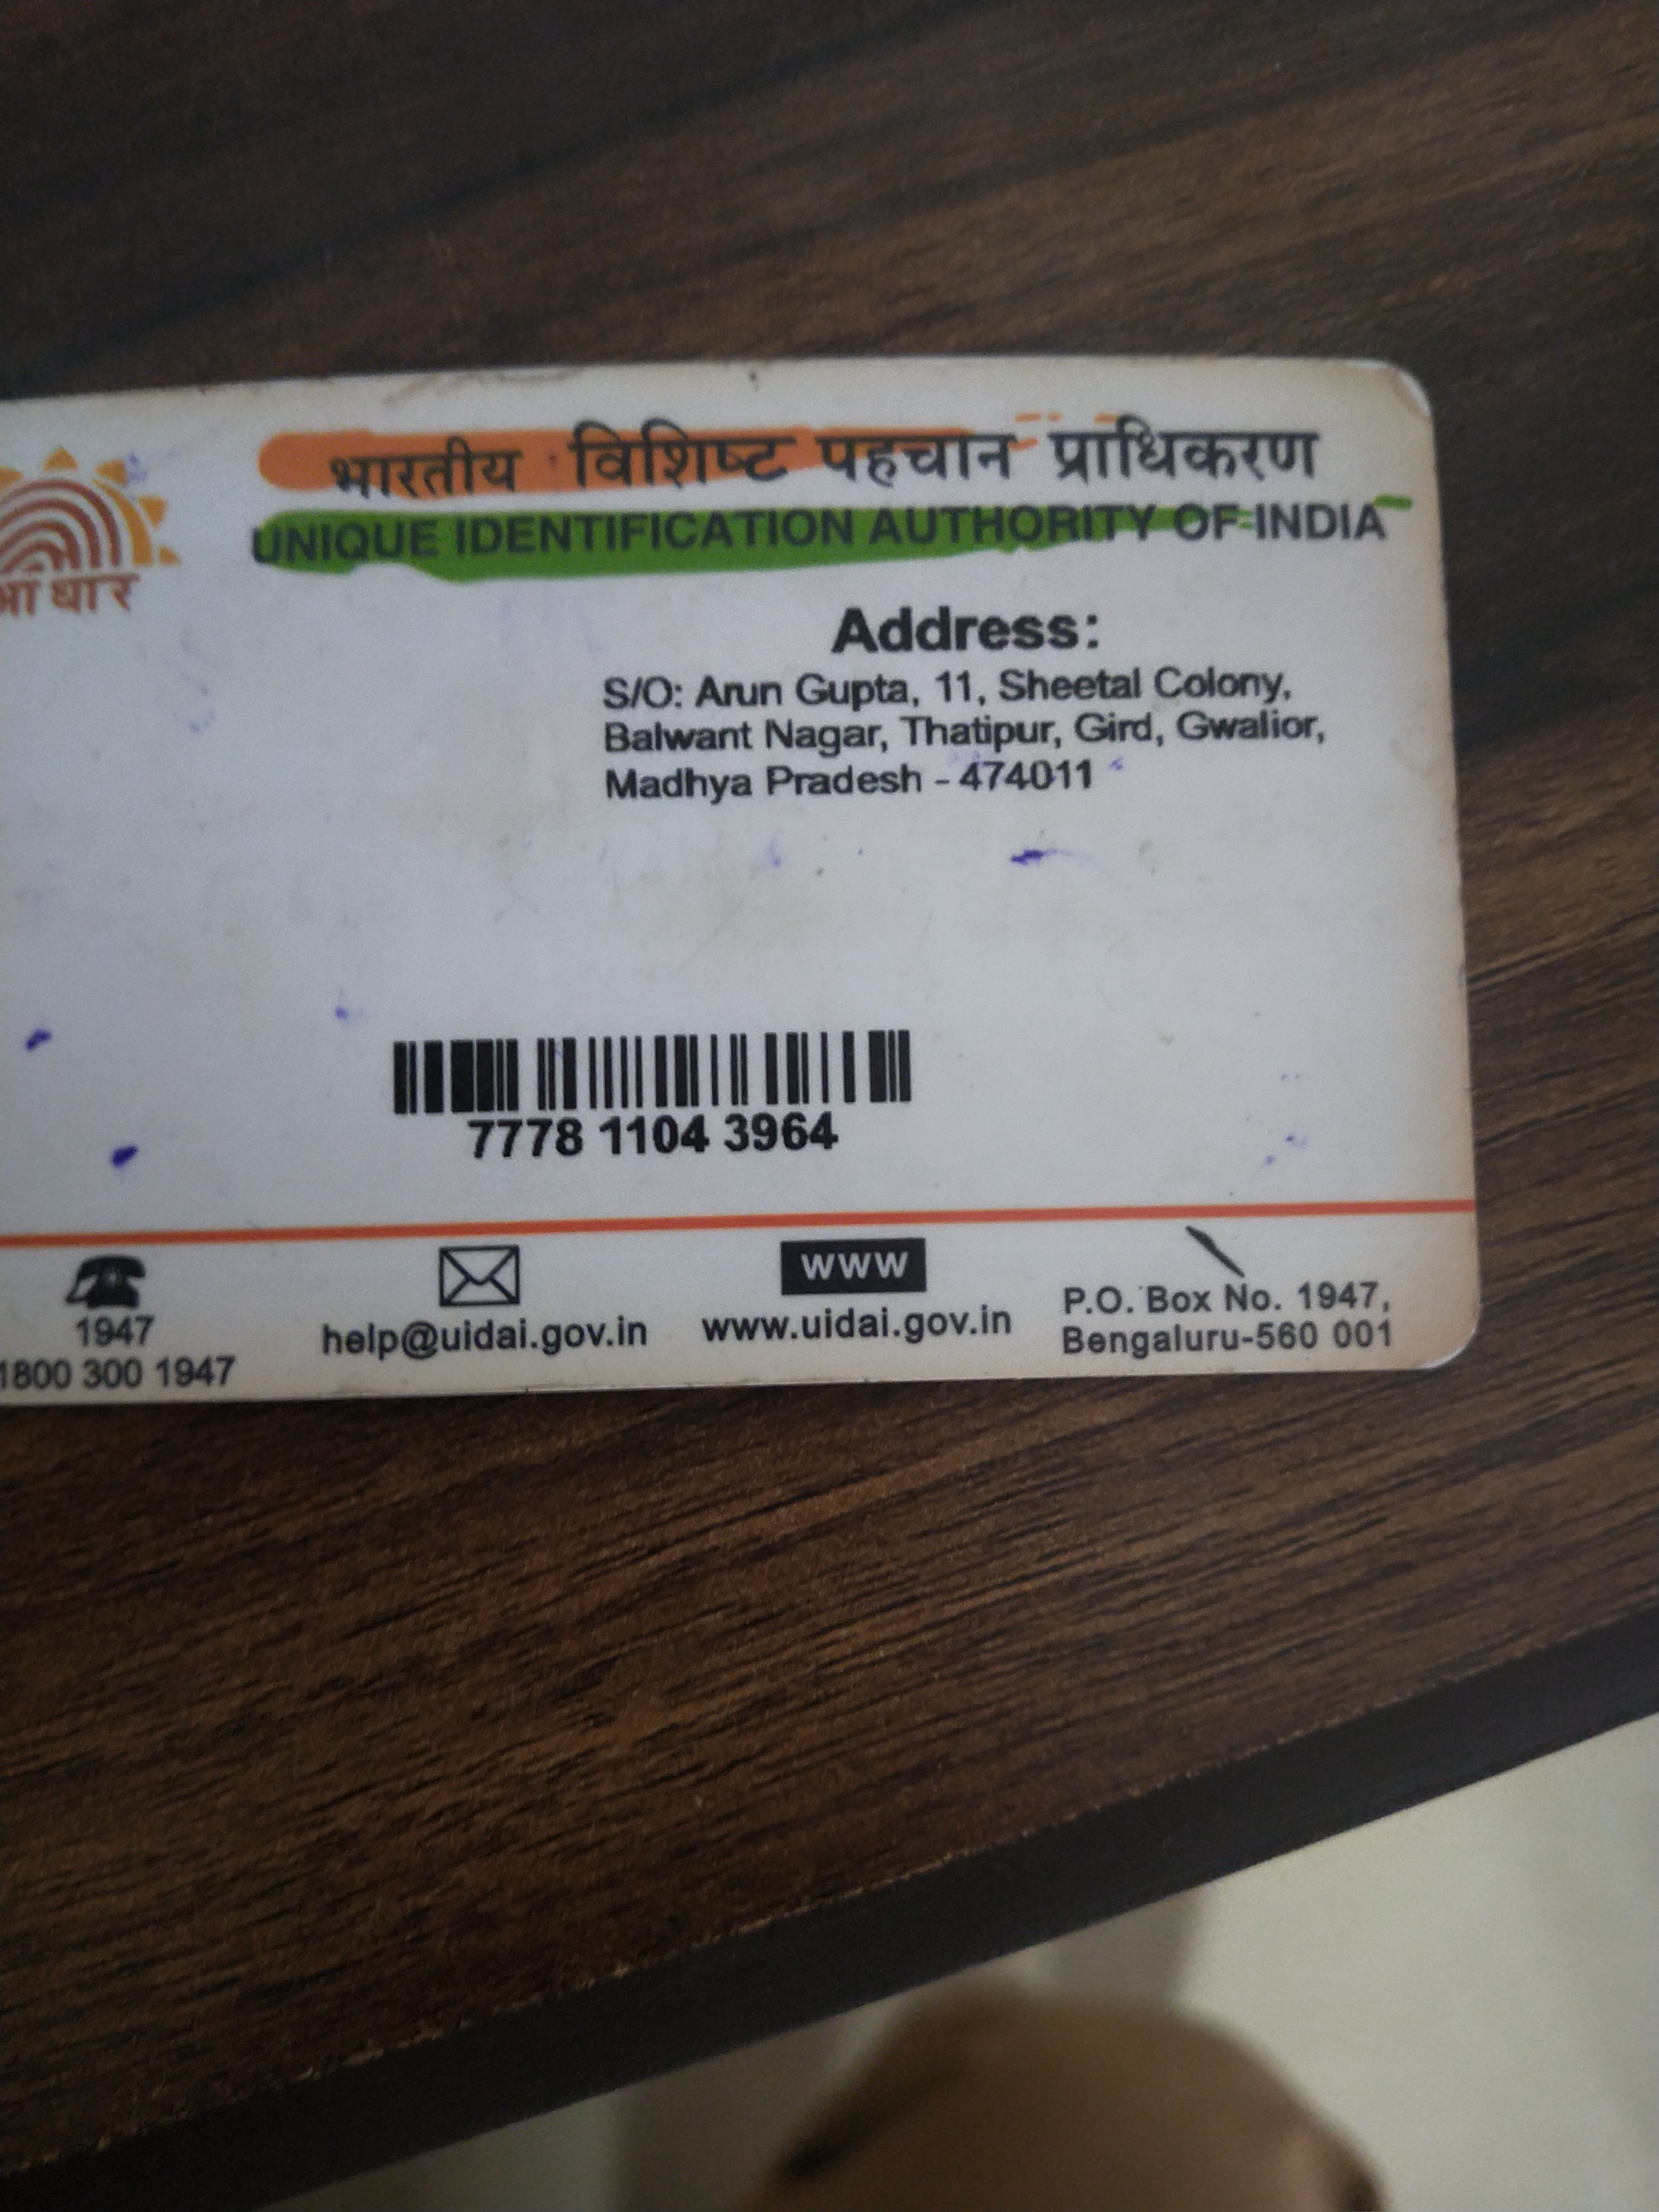 भारतीय विशिष्ट पहचान प्राधिकरण
UNIQUE IDENTIFICATION AUTHORITY OF INDIA
आधार
Address:
S/O: Arun Gupta, 11, Sheetal Colony,
Balwant Nagar, Thatipur, Gird, Gwalior,
Madhya Pradesh - 474011
7778 1104 3964
1947
1800 300 1947
help@uidai.gov.in
WWW
www.uidai.gov.in
P.O. Box No. 1947,
Bengaluru-560 001